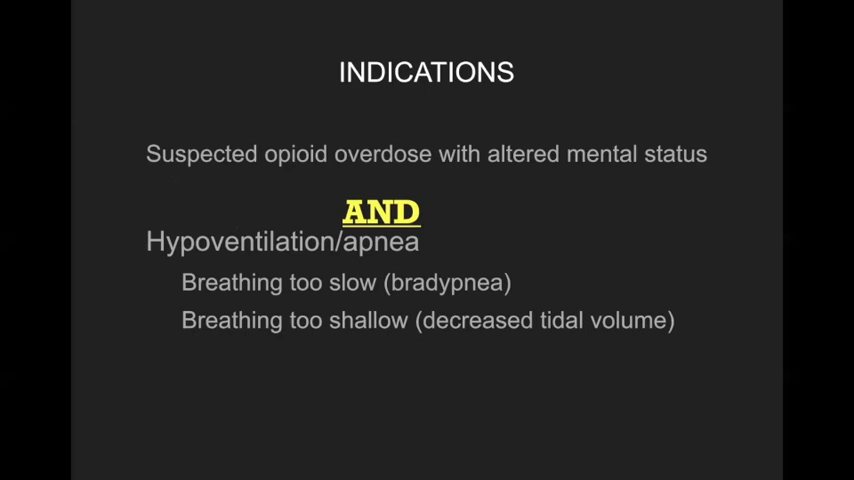 INDICATIONS
Suspected opioid overdose with altered mental status
AND
Hypoventilation/apnea
Breathing too slow (bradypnea)
Breathing too shallow (decreased tidal volume)